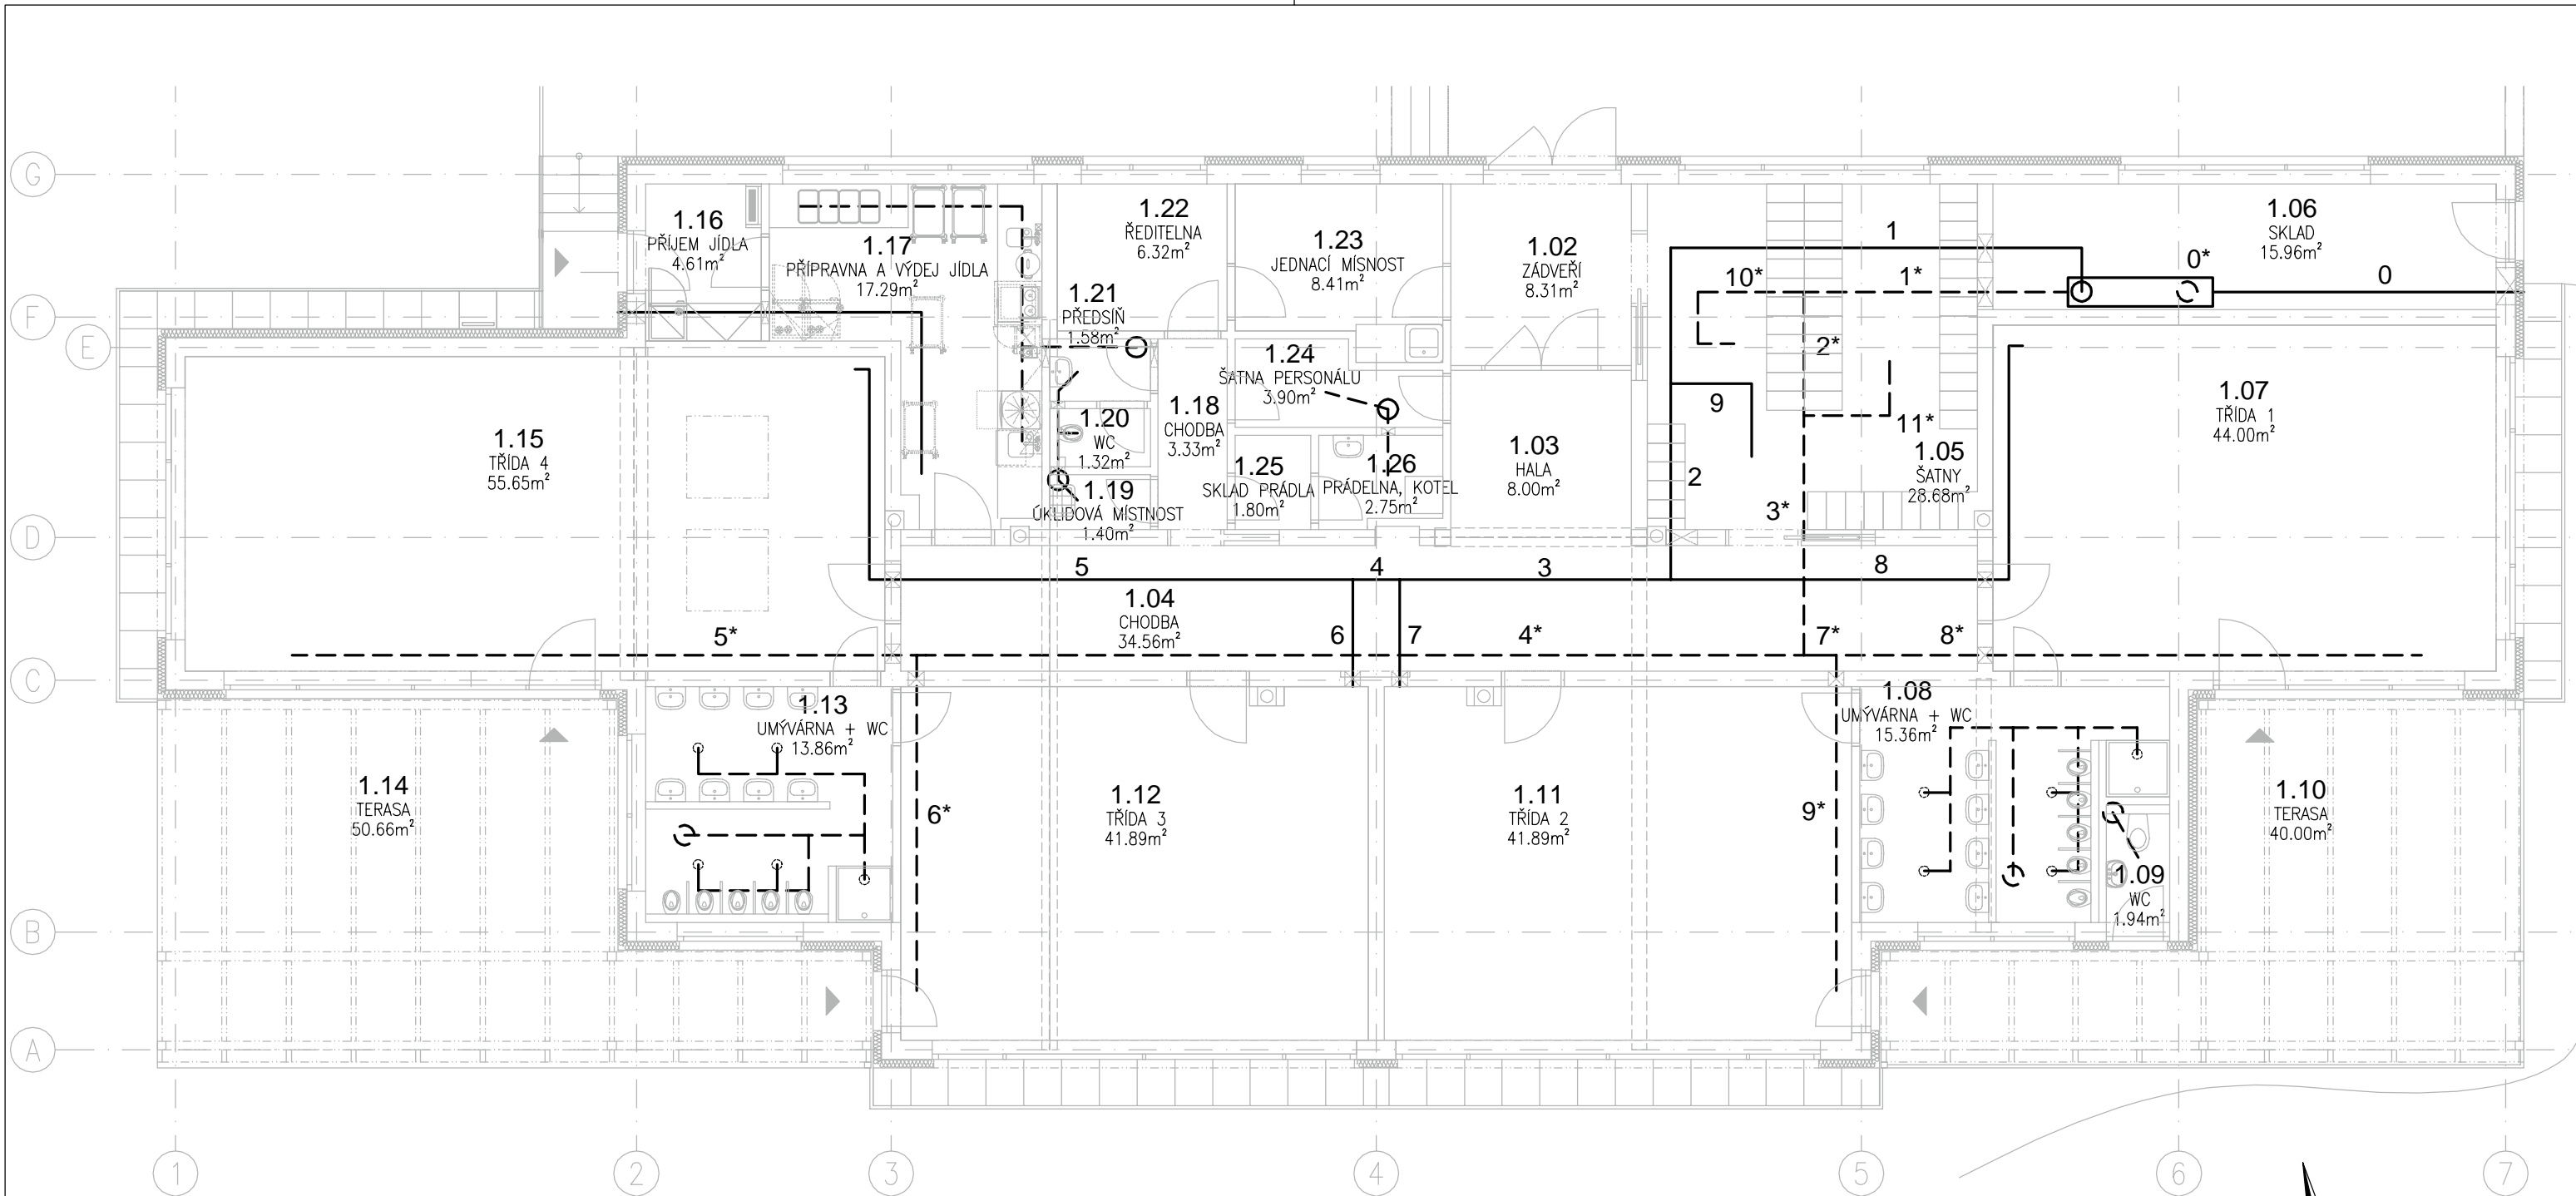 G
F
E
D
C
B
A
1.16
PŘÍJEM JÍDLA
4.61m²
1.17
PŘÍPRAVNA A VÝDEJ JÍDLA
17.29m²
1.22
ŘEDITELNA
6.32m²
1.23
JEDNACÍ MÍSNOST
8.41m²
1.02
ZÁDVEŘÍ
8.31m²
1
1.06
SKLAD
15.96m²
10*
1*
0*
0
1.21
PŘEDSÍŇ
1.58m²
1.24
ŠATNA PERSONÁLU
3.90m²
2*
9
11*
1.15
TŘÍDA 4
55.65m²
1.20
WC
1.32m²
1.18
CHODBA
3.33m²
1.03
HALA
8.00m²
1.05
ŠATNY
28.68m²
1.07
TŘÍDA 1
44.00m²
1.19
ÚKLIDOVÁ MÍSTNOST
1.40m²
1.25
SKLAD PRÁDLA
1.80m²
1.26
PRÁDELNA, KOTEL
2.75m²
2
3*
5
4
3
8
1.04
CHODBA
34.56m²
5*
6
7
4*
7*
8*
1.13
UMÝVÁRNA + WC
13.86m²
1.08
UMÝVÁRNA + WC
15.36m²
1.14
TERASA
50.66m²
6*
1.12
TŘÍDA 3
41.89m²
1.11
TŘÍDA 2
41.89m²
9*
1.10
TERASA
40.00m²
1.09
WC
1.94m²
1
2
3
4
5
6
7